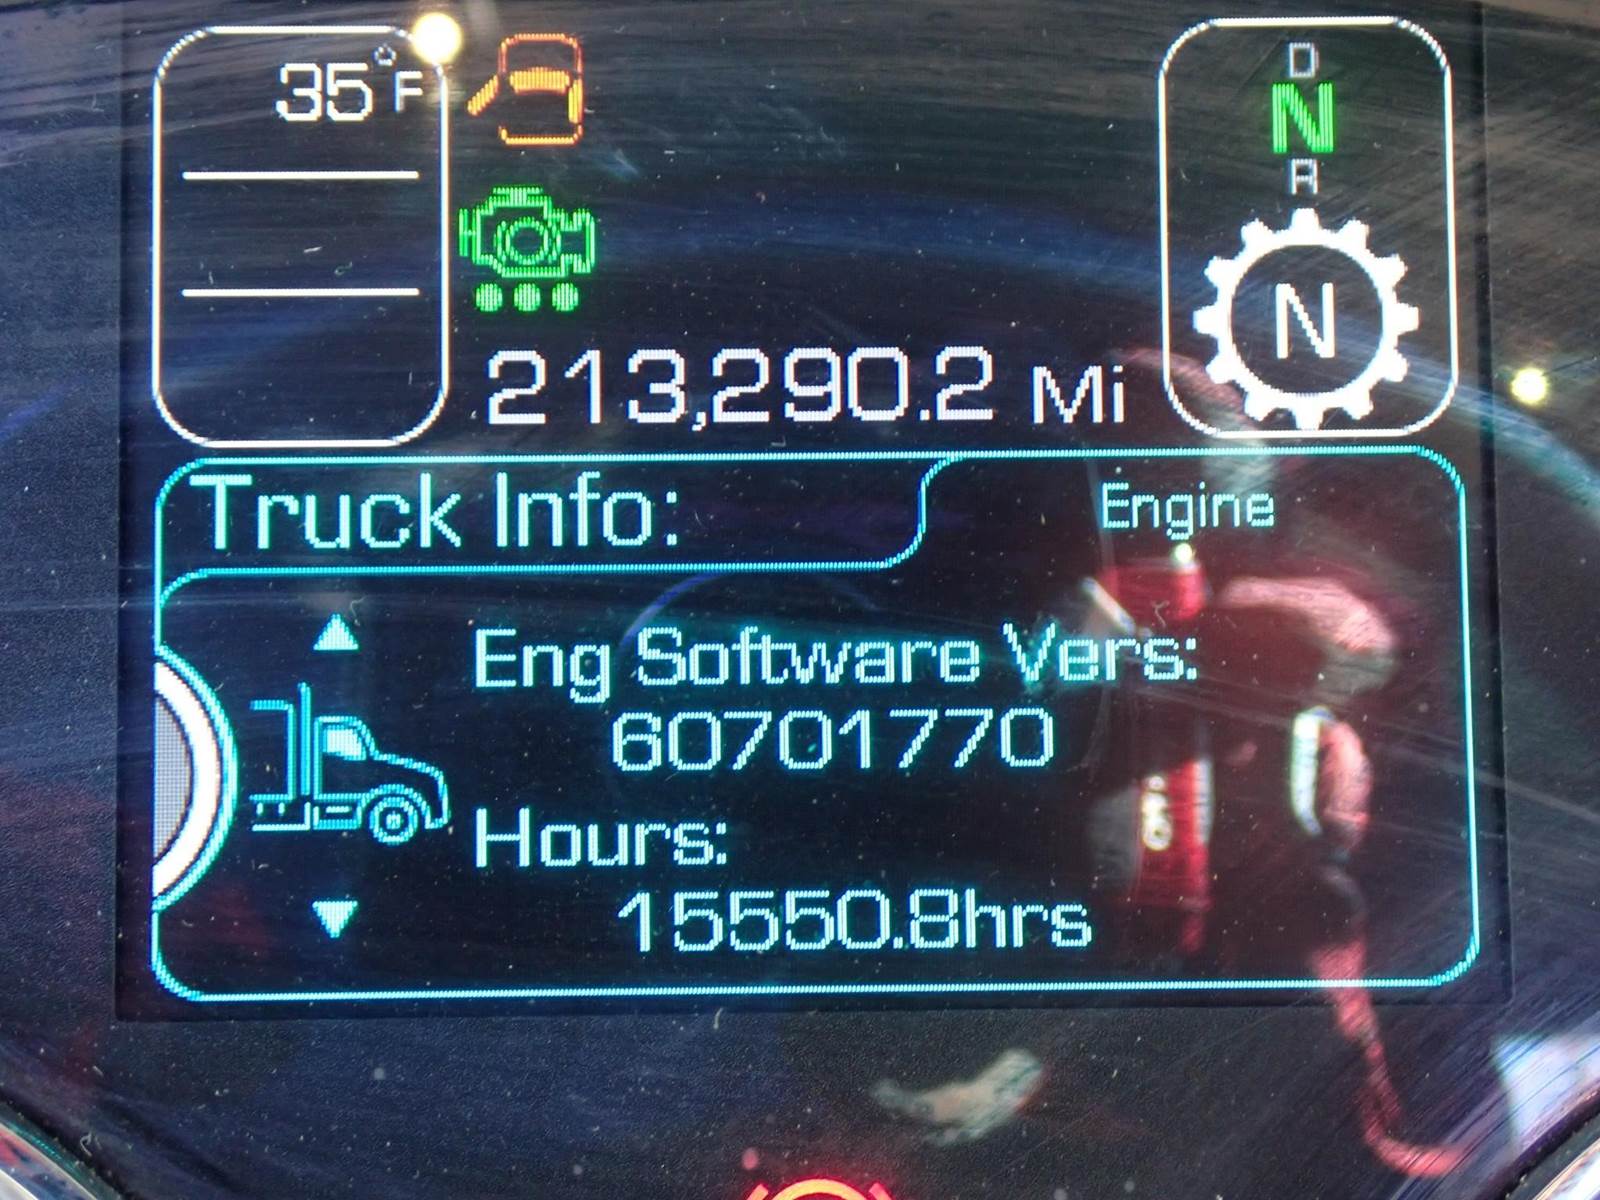 35°F
D
N
R
N
213,290.2 Mi
Truck Info:
Engine
Eng Software Vers:
60701770
Hours:
15550.8hrs